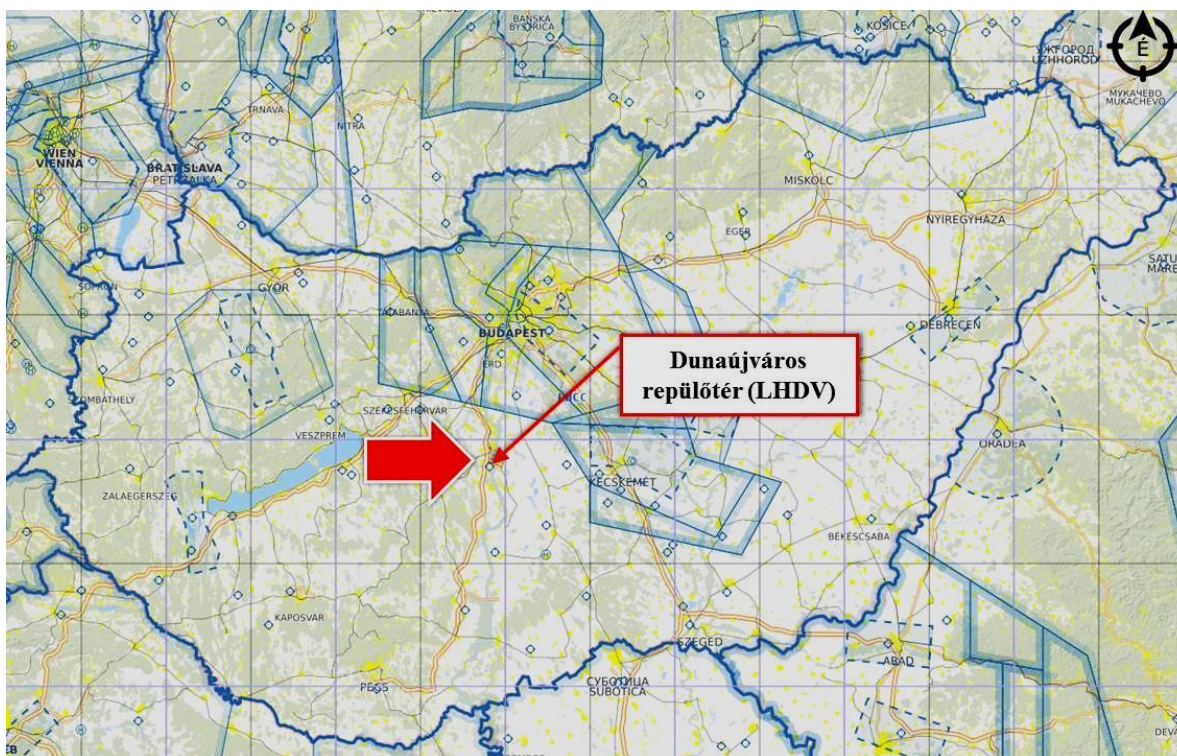 BANSKÁ
BYSTRICA
KOŠICE
É
УЖГОРОД
UZHHOROD
МУКАЧЕВО
MUKACHEVO
TRNAVA
NITRA
WIEN
VIENNA
BRATISLAVA
PETRŽALKA
MISKOLC
NYÍREGYHÁZA
EGER
SATU
MARE
SOPRON
GYŐR
TATABÁNYA
BUDAPEST
DEBRECEN
ÉRD
Dunaújváros
repülőtér (LHDV)
SZOMBATHELY
SZÉKESFEHÉRVÁR
VESZPRÉM
ORADEA
KECSKEMÉT
ZALAEGERSZEG
BÉKÉSCSABA
KAPOSVÁR
SZEGED
ARAD
PÉCS
СУБОТИЦА
SUBOTICA
DEVA